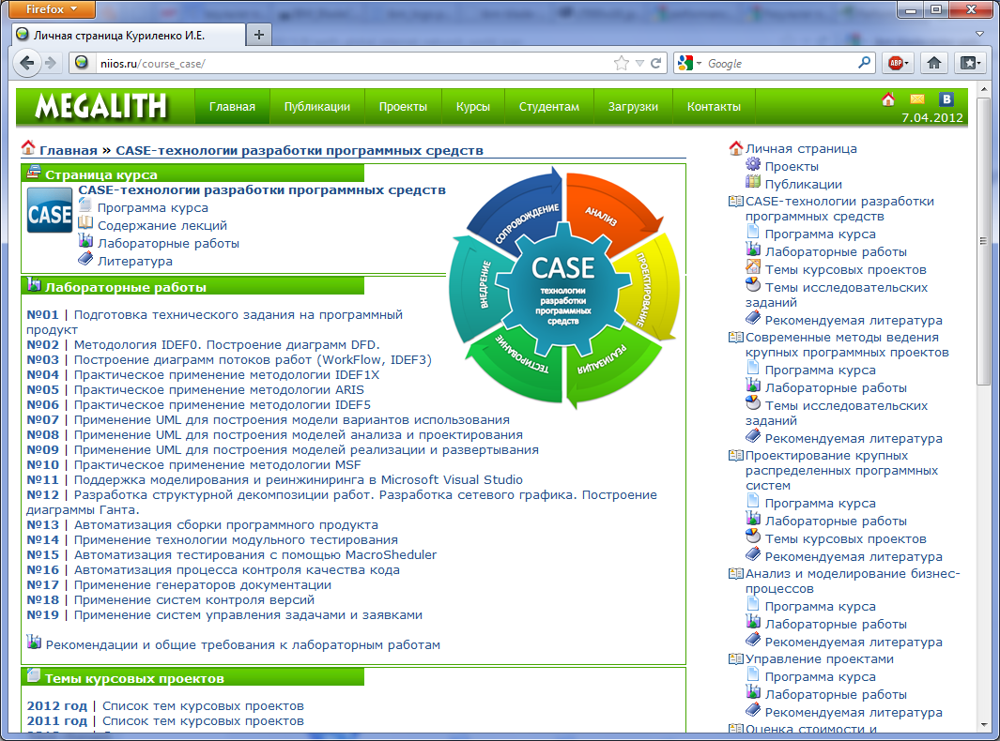 Firefox
Личная страница Куриленко И.Е.
niios.ru/course_case/
Google
ABP
MEGALITH
Главная
Публикации
Проекты
Курсы
Студентам
Загрузки
Контакты
B
7.04.2012
Главная » CASE-технологии разработки программных средств
Страница курса
CASE
CASE-технологии разработки программных средств
Программа курса
Содержание лекций
Лабораторные работы
Литература
СОПРОВОЖДЕНИЕ
АНАЛИЗ
ПРОЕКТИРОВАНИЕ
РЕАЛИЗАЦИЯ
ТЕСТИРОВАНИЕ
ВНЕДРЕНИЕ
CASE
технологии
разработки
программных
средств
Лабораторные работы
№01 | Подготовка технического задания на программный
продукт
№02 | Методология IDEF0. Построение диаграмм DFD.
№03 | Построение диаграмм потоков работ (WorkFlow, IDEF3)
№04 | Практическое применение методологии IDEF1X
№05 | Практическое применение методологии ARIS
№06 | Практическое применение методологии IDEF5
№07 | Применение UML для построения модели вариантов использования
№08 | Применение UML для построения моделей анализа и проектирования
№09 | Применение UML для построения моделей реализации и развертывания
№10 | Практическое применение методологии MSF
№11 | Поддержка моделирования и реинжиниринга в Microsoft Visual Studio
№12 | Разработка структурной декомпозиции работ. Разработка сетевого графика. Построение
диаграммы Ганта.
№13 | Автоматизация сборки программного продукта
№14 | Применение технологии модульного тестирования
№15 | Автоматизация тестирования с помощью MacroSheduler
№16 | Автоматизация процесса контроля качества кода
№17 | Применение генераторов документации
№18 | Применение систем контроля версий
№19 | Применение систем управления задачами и заявками
Рекомендации и общие требования к лабораторным работам
Темы курсовых проектов
2012 год | Список тем курсовых проектов
2011 год | Список тем курсовых проектов
Личная страница
Проекты
Публикации
CASE-технологии разработки
программных средств
Программа курса
Лабораторные работы
Темы курсовых проектов
Темы исследовательских
заданий
Рекомендуемая литература
Современные методы ведения
крупных программных проектов
Программа курса
Лабораторные работы
Темы исследовательских
заданий
Рекомендуемая литература
Проектирование крупных
распределенных программных
систем
Программа курса
Лабораторные работы
Темы курсовых проектов
Рекомендуемая литература
Анализ и моделирование бизнес-
процессов
Программа курса
Лабораторные работы
Рекомендуемая литература
Управление проектами
Программа курса
Лабораторные работы
Рекомендуемая литература
Оценка стоимости и